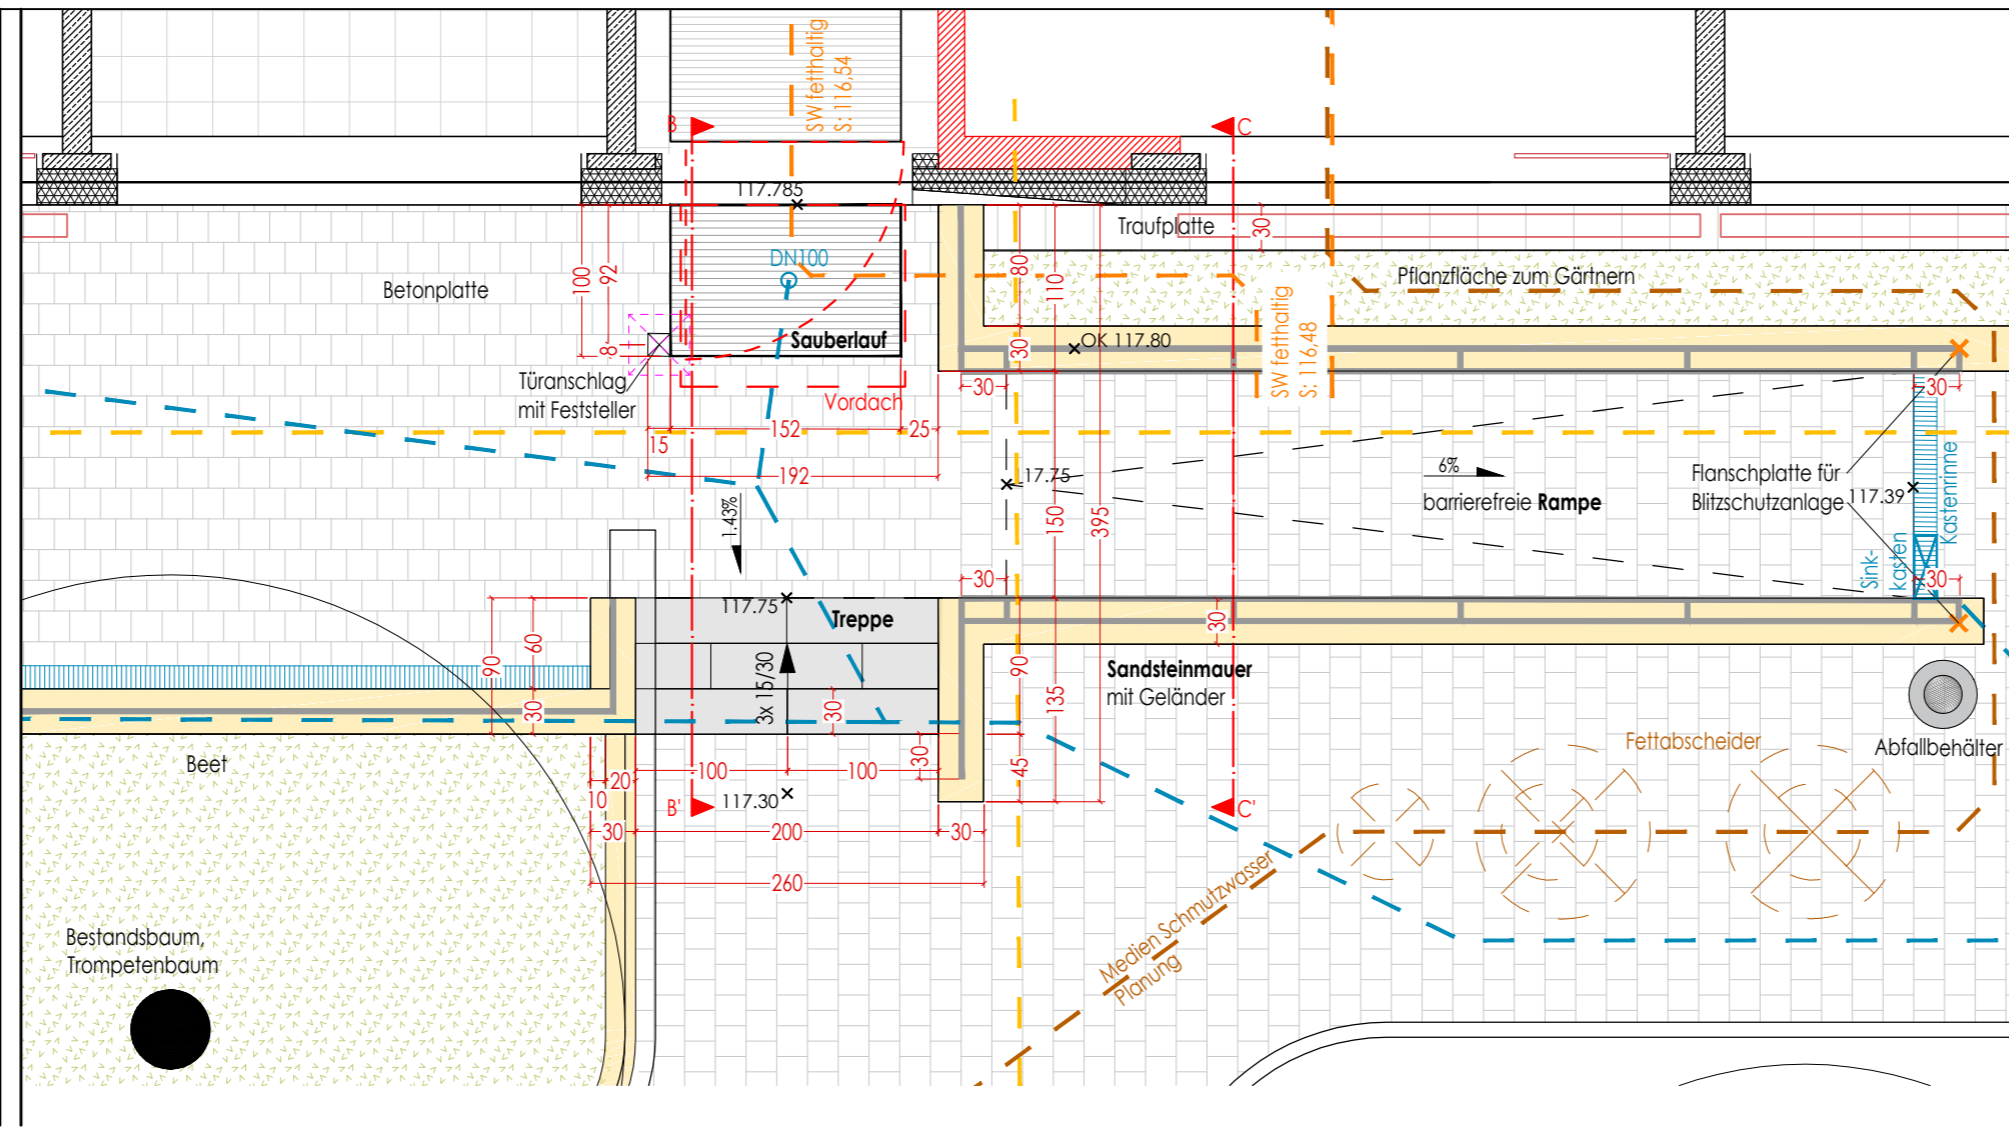 SW fetthaltig
S: 116,54
B
C
117.785
Traufplatte
30
DN100
Betonplatte
100
92
8
Sauberlauf
80
110
30
Pflanzfläche zum Gärtnern
OK 117.80
SW fetthaltig
S: 116,48
Türanschlag
mit Feststeller
Vordach
30
30
15
152
25
192
17.75
6%
barrierefreie Rampe
Flanschplatte für
Blitzschutzanlage
117.39
Kastenrinne
Sink-
kasten
1.43%
150
395
30
30
117.75
Treppe
90
60
30
3x 15/30
30
90
135
30
Sandsteinmauer
mit Geländer
Beet
20
10
100
100
30
45
B'
117.30
C'
30
200
30
260
Fettabscheider
Abfallbehälter
Medien Schmutzwasser
Planung
Bestandsbaum,
Trompetenbaum